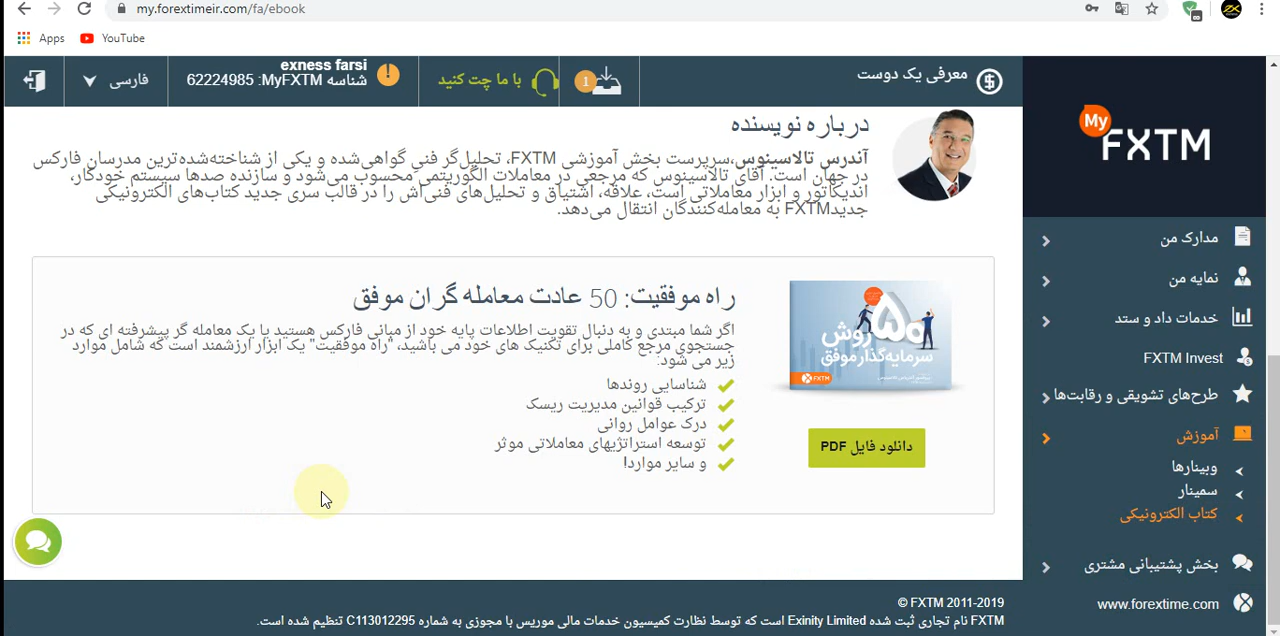 my.forextimeir.com/fa/ebook
Apps
YouTube
معرفی یک دوست
1
با ما چت کنید
exness farsi
شناسه MyFXTM: 62224985
فارسی
My
FXTM
درباره نویسنده
آندرس تالاسینوس،سرپرست بخش آموزشی FXTM، تحلیل‌گر فنی گواهی‌شده و یکی از شناخته‌شده‌ترین مدرسان فارکس
در جهان است. آقای تالاسینوس که مرجعی در معاملات الگوریتمی محسوب می‌شود و سازنده صدها سیستم خودکار،
اندیکاتور و ابزار معاملاتی است، علاقه، اشتیاق و تحلیل‌های فنی‌اش را در قالب سری جدید کتاب‌های الکترونیکی
جدیدFXTM به معامله‌کنندگان انتقال می‌دهد.
راه موفقیت: 50 عادت معامله گران موفق
اگر شما مبتدی و به دنبال تقویت اطلاعات پایه خود از مبانی فارکس هستید یا یک معامله گر پیشرفته ای که در
جستجوی مرجع کاملی برای تکنیک های خود می باشید، "راه موفقیت" یک ابزار ارزشمند است که شامل موارد
زیر می شود:
شناسایی روندها
ترکیب قوانین مدیریت ریسک
درک عوامل روانی
توسعه استراتژیهای معاملاتی موثر
و سایر موارد!
۵۰ روش
سرمایه‌گذار موفق
FXTM
دانلود فایل PDF
مدارک من
نمایه من
خدمات داد و ستد
FXTM Invest
طرح‌های تشویقی و رقابت‌ها
آموزش
وبینارها
سمینار
کتاب الکترونیکی
بخش پشتیبانی مشتری
www.forextime.com
© FXTM 2011-2019
FXTM نام تجاری ثبت شده Exinity Limited است که توسط نظارت کمیسیون خدمات مالی موریس با مجوزی به شماره C113012295 تنظیم شده است.